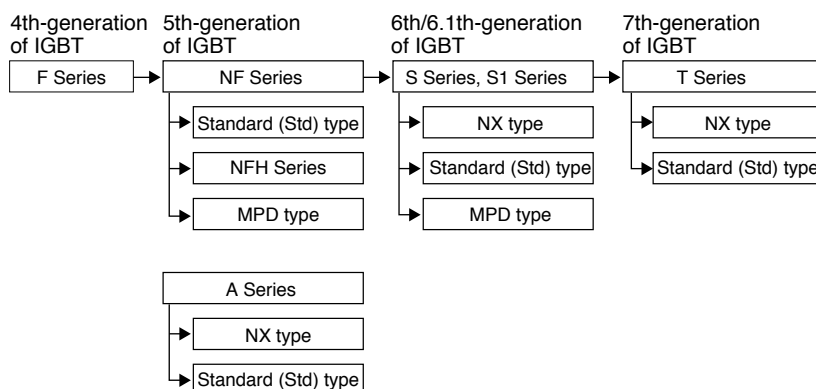 4th-generation
of IGBT
F Series
5th-generation
of IGBT
NF Series
Standard (Std) type
NFH Series
MPD type
A Series
NX type
Standard (Std) type
6th/6.1th-generation
of IGBT
S Series, S1 Series
NX type
Standard (Std) type
MPD type
7th-generation
of IGBT
T Series
NX type
Standard (Std) type